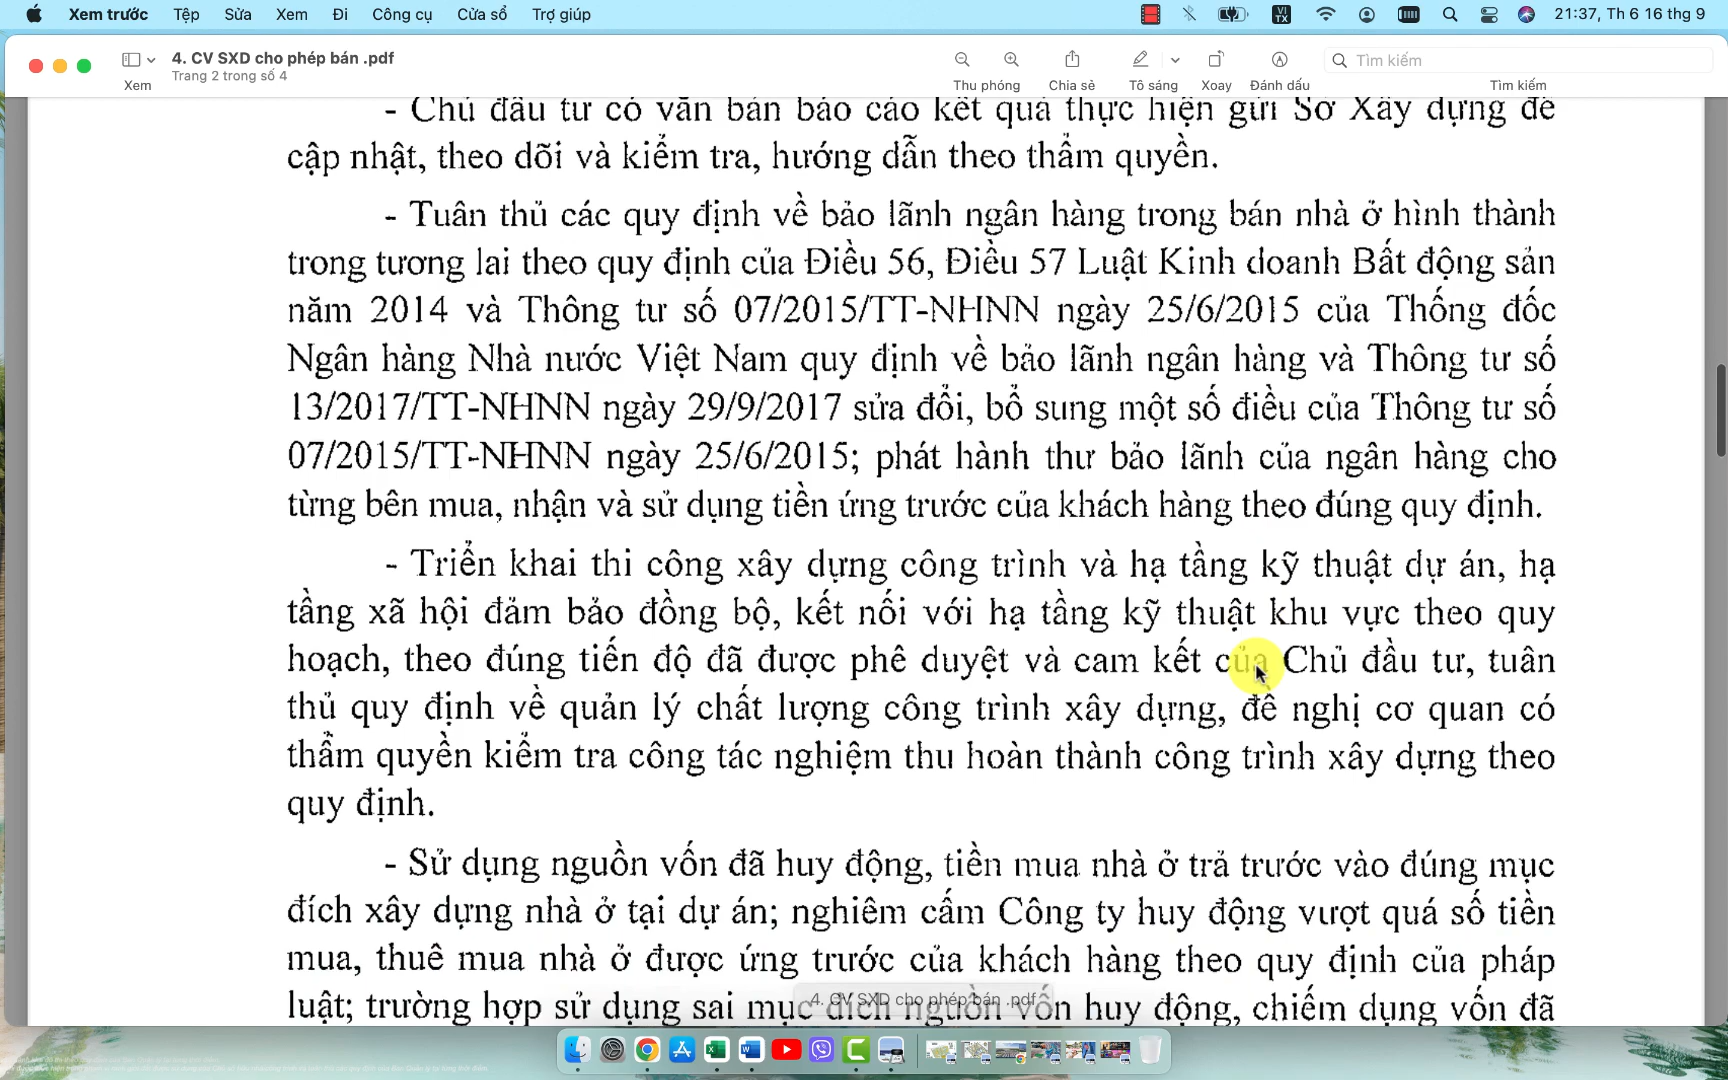 Xem trước Tệp Sửa Xem Đi Công cụ Cửa sổ Trợ giúp VI TX 21:37, Th 6 16 thg 9
4. CV SXD cho phép bán .pdf
Trang 2 trong số 4
Tìm kiếm
Xem Thu phóng Chia sẻ Tô sáng Xoay Đánh dấu Tìm kiếm
- Chủ đầu tư có văn bản báo cáo kết quả thực hiện gửi Sở Xây dựng để
cập nhật, theo dõi và kiểm tra, hướng dẫn theo thẩm quyền.
- Tuân thủ các quy định về bảo lãnh ngân hàng trong bán nhà ở hình thành
trong tương lai theo quy định của Điều 56, Điều 57 Luật Kinh doanh Bất động sản
năm 2014 và Thông tư số 07/2015/TT-NHNN ngày 25/6/2015 của Thống đốc
Ngân hàng Nhà nước Việt Nam quy định về bảo lãnh ngân hàng và Thông tư số
13/2017/TT-NHNN ngày 29/9/2017 sửa đổi, bổ sung một số điều của Thông tư số
07/2015/TT-NHNN ngày 25/6/2015; phát hành thư bảo lãnh của ngân hàng cho
từng bên mua, nhận và sử dụng tiền ứng trước của khách hàng theo đúng quy định.
- Triển khai thi công xây dựng công trình và hạ tầng kỹ thuật dự án, hạ
tầng xã hội đảm bảo đồng bộ, kết nối với hạ tầng kỹ thuật khu vực theo quy
hoạch, theo đúng tiến độ đã được phê duyệt và cam kết của Chủ đầu tư, tuân
thủ quy định về quản lý chất lượng công trình xây dựng, đề nghị cơ quan có
thẩm quyền kiểm tra công tác nghiệm thu hoàn thành công trình xây dựng theo
quy định.
- Sử dụng nguồn vốn đã huy động, tiền mua nhà ở trả trước vào đúng mục
đích xây dựng nhà ở tại dự án; nghiêm cấm Công ty huy động vượt quá số tiền
mua, thuê mua nhà ở được ứng trước của khách hàng theo quy định của pháp
luật; trường hợp sử dụng sai mục đích nguồn vốn huy động, chiếm dụng vốn đã
4. CV SXD cho phép bán .pdf